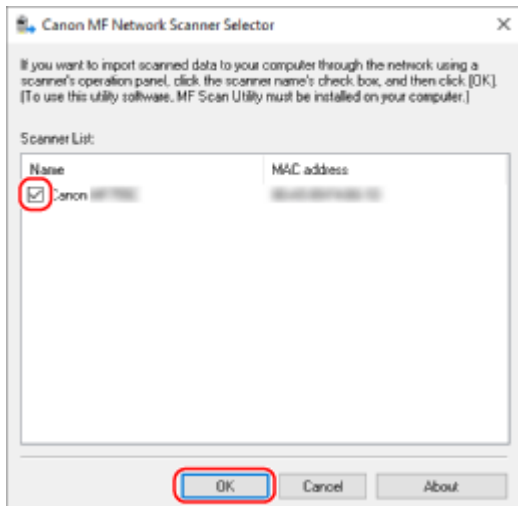 Canon MF Network Scanner Selector
If you want to import scanned data to your computer through the network using a
scanner's operation panel, click the scanner name's check box, and then click [OK].
(To use this utility software, MF Scan Utility must be installed on your computer.)
Scanner List:
Name MAC address
Canon
OK Cancel About